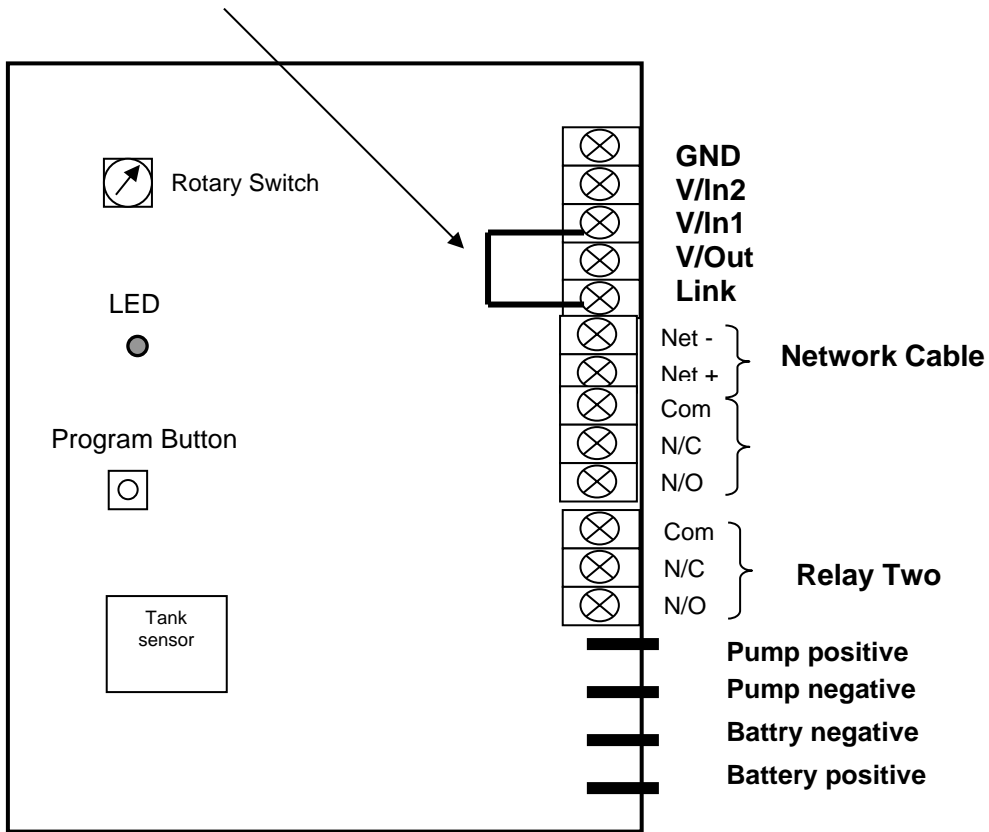 GND
V/In2
Rotary Switch
V/In1
V/Out
Link
LED
Net -
Network Cable
Net +
Com
Program Button
N/C
N/O
Com
N/C
Relay Two
N/O
Tank
sensor
Pump positive
Pump negative
Battry negative
Battery positive